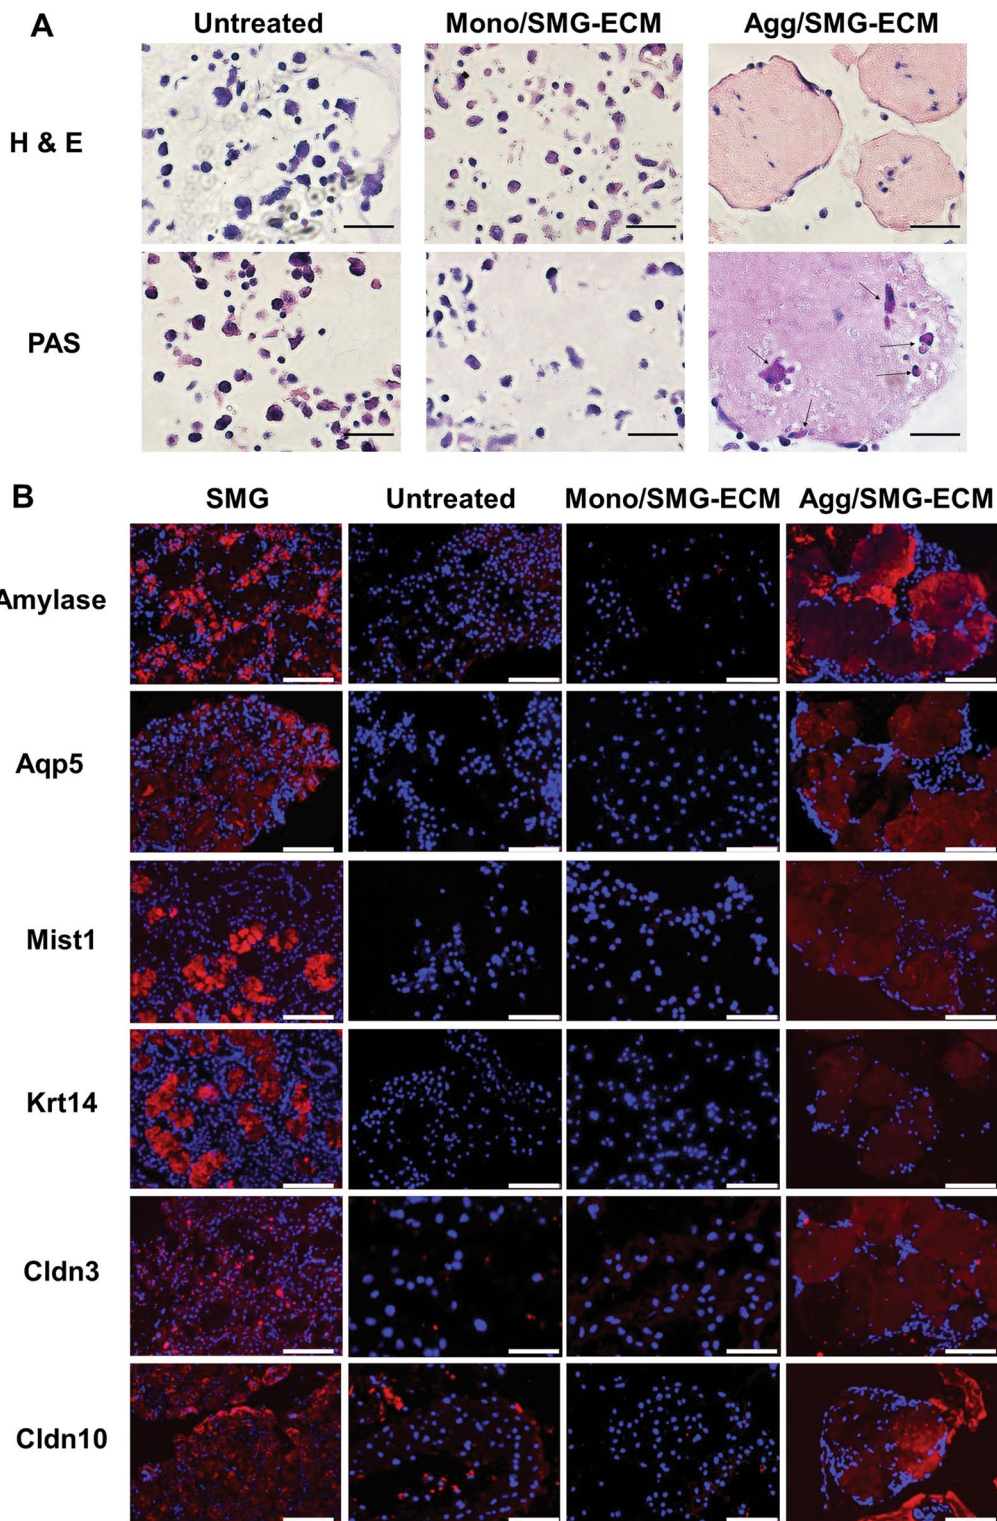 A
Untreated
Mono/SMG-ECM
Agg/SMG-ECM
H & E
PAS
B
SMG
Untreated
Mono/SMG-ECM
Agg/SMG-ECM
Amylase
Aqp5
Mist1
Krt14
Cldn3
Cldn10